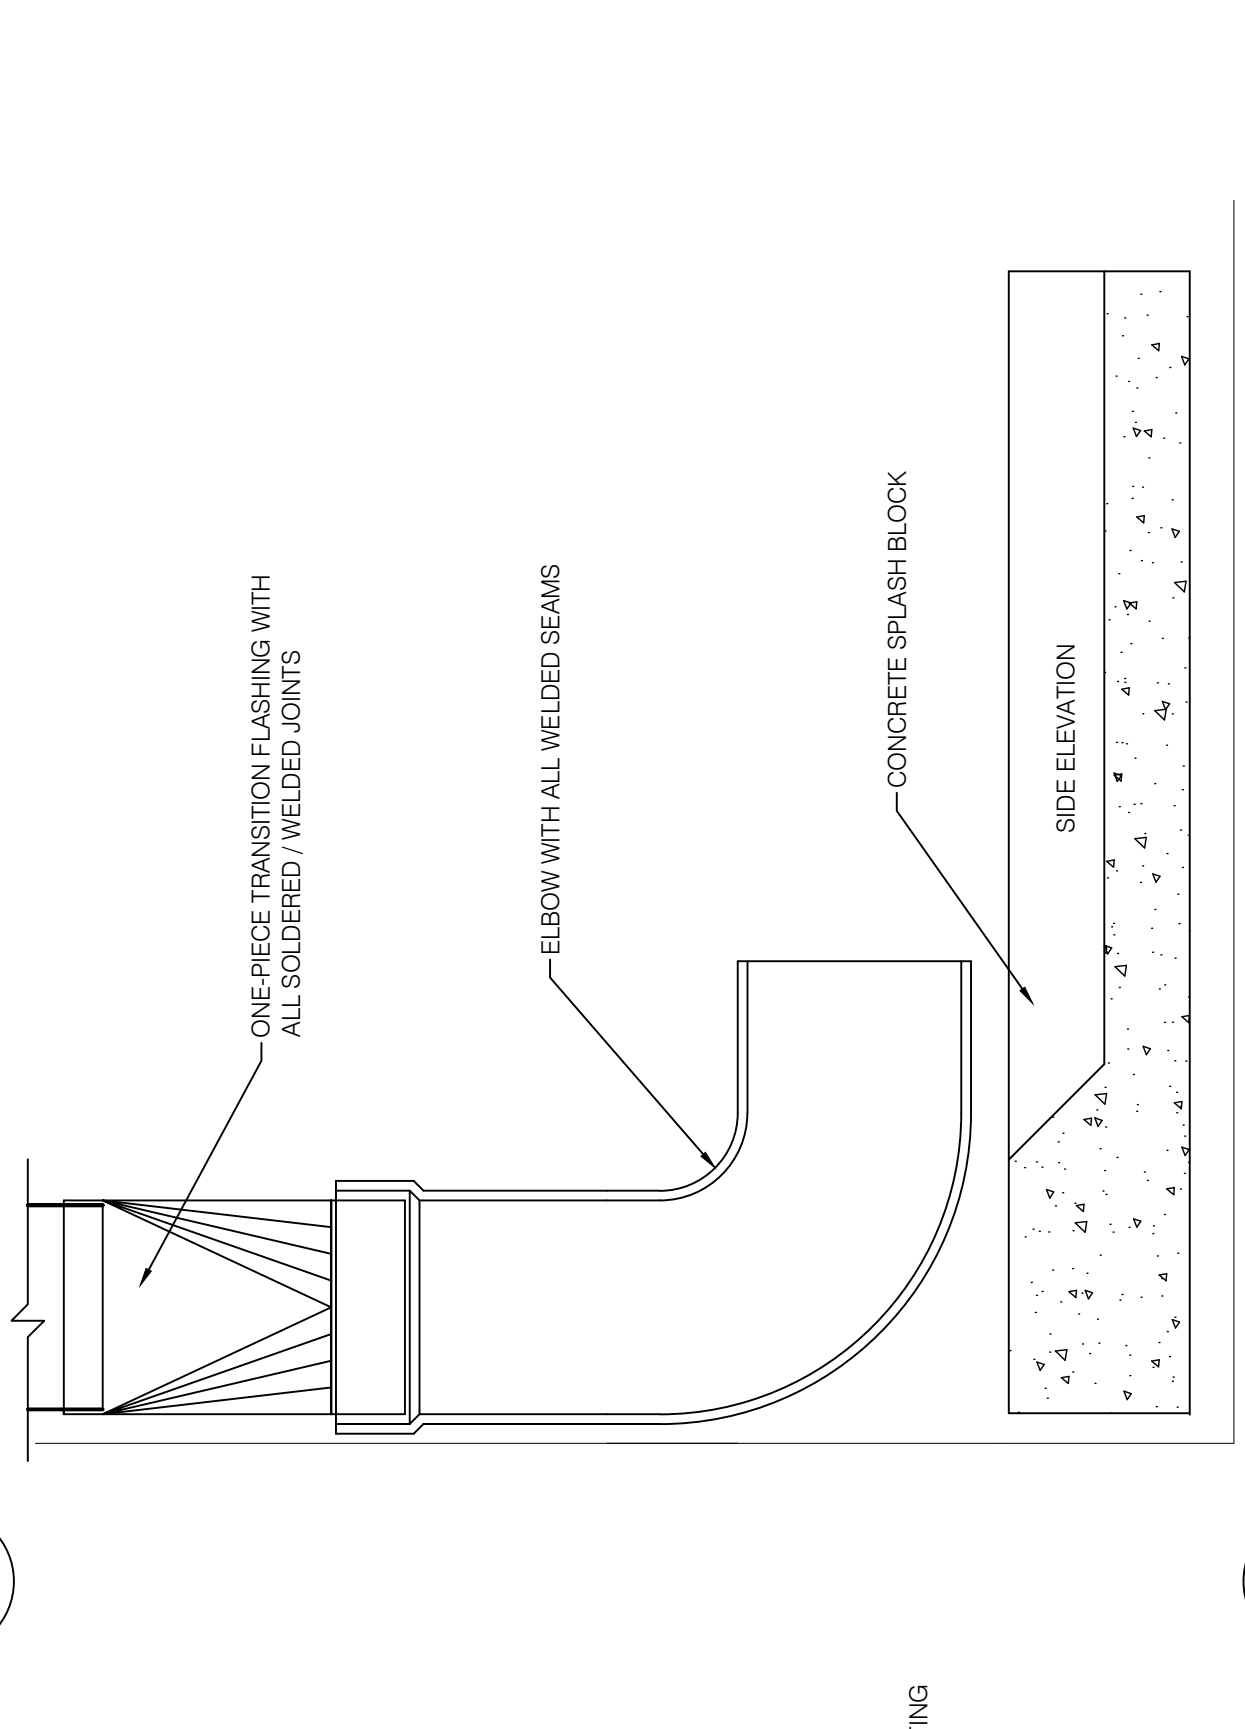 ONE-PIECE TRANSITION FLASHING WITH
ALL SOLDERED / WELDED JOINTS
ELBOW WITH ALL WELDED SEAMS
CONCRETE SPLASH BLOCK
SIDE ELEVATION